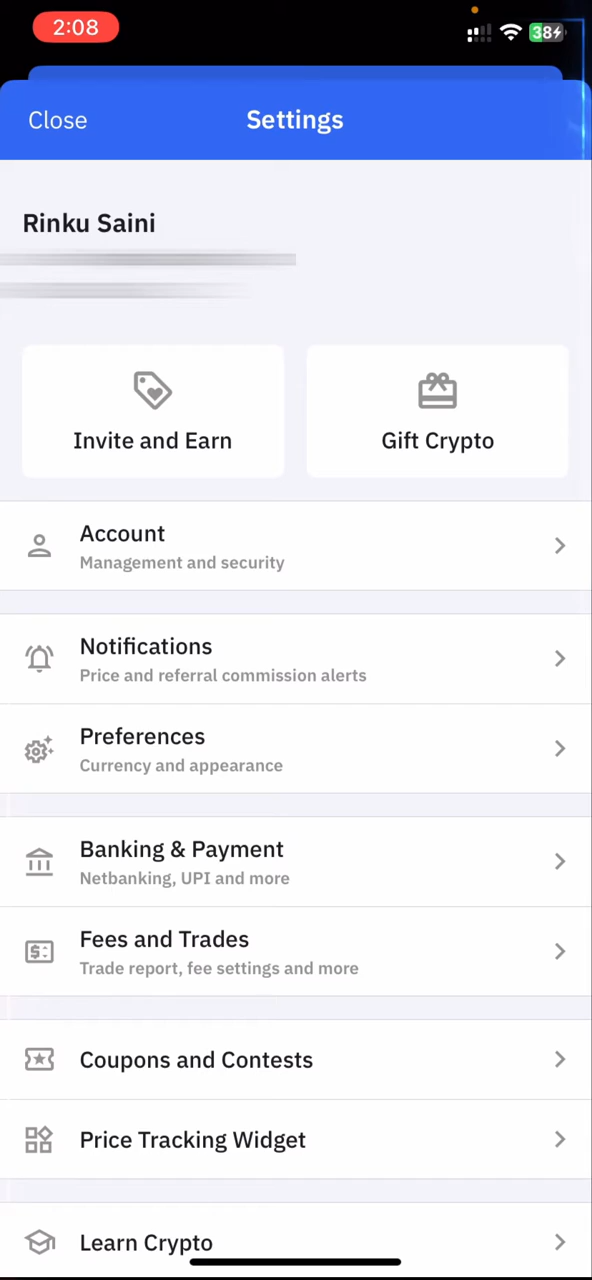 2:08
38
Close
Settings
Rinku Saini
Invite and Earn
Gift Crypto
Account
Management and security
Notifications
Price and referral commission alerts
Preferences
Currency and appearance
Banking & Payment
Netbanking, UPI and more
Fees and Trades
Trade report, fee settings and more
Coupons and Contests
Price Tracking Widget
Learn Crypto